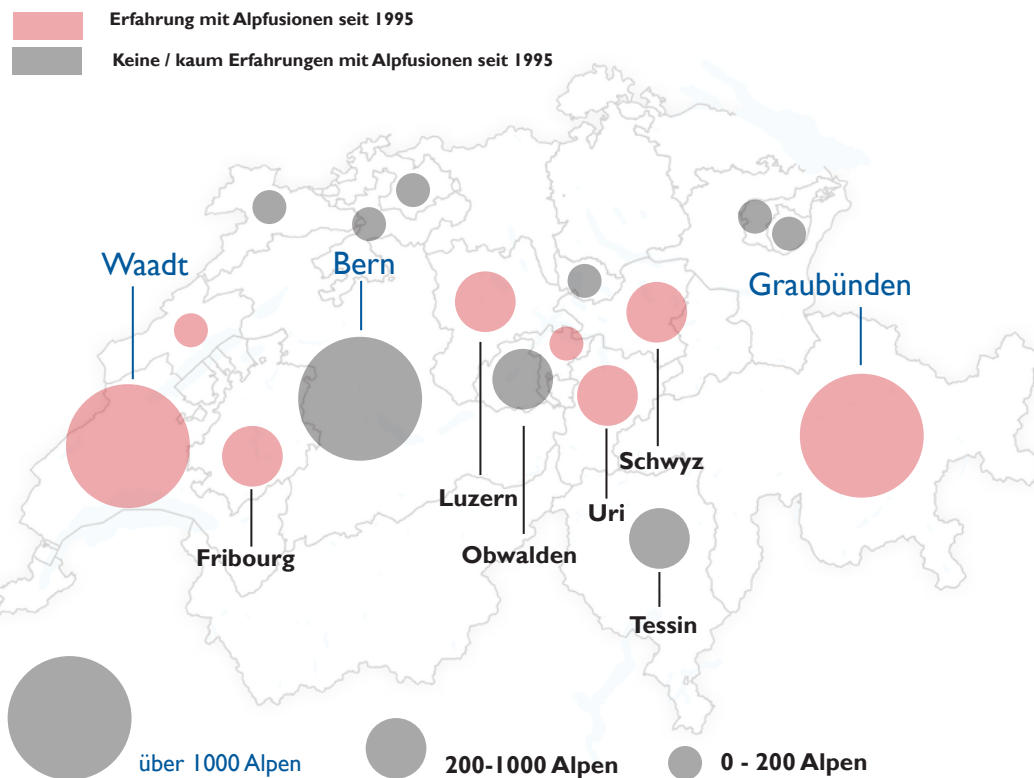 Erfahrung mit Alpfusionen seit 1995
Keine / kaum Erfahrungen mit Alpfusionen seit 1995
Waadt
Bern
Graubünden
Schwyz
Luzern
Uri
Fribourg
Obwalden
Tessin
über 1000 Alpen
200-1000 Alpen
0 - 200 Alpen